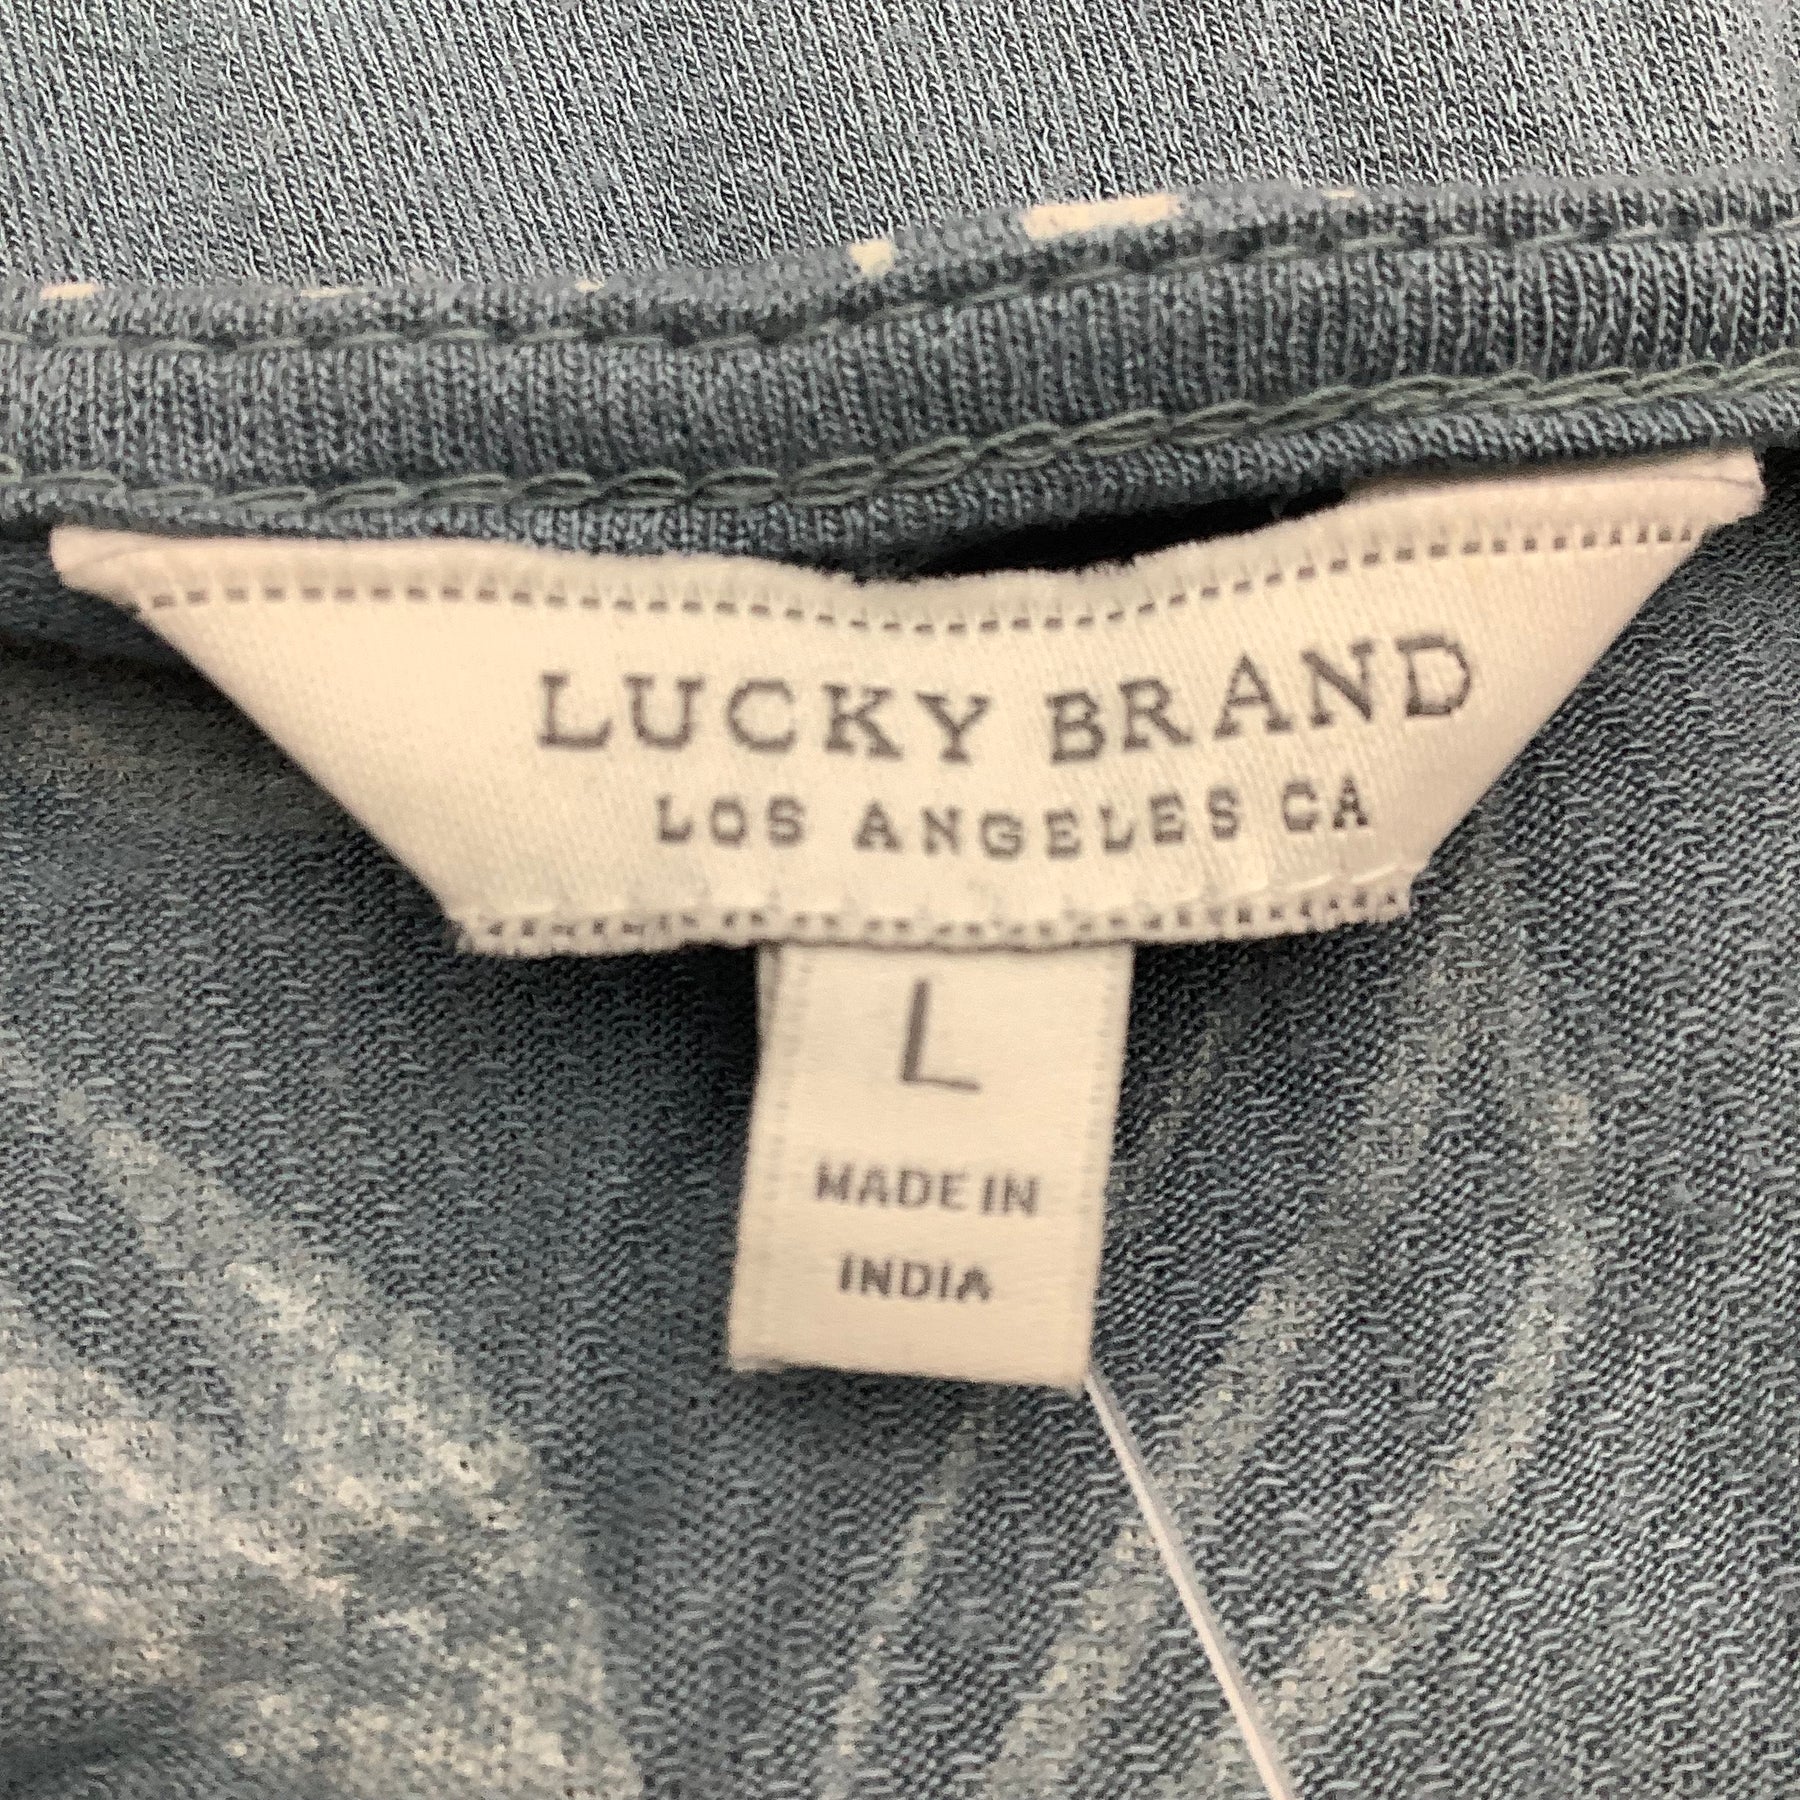 LUCKY BRAND
LOS ANGELES CA
L
MADE IN
INDIA